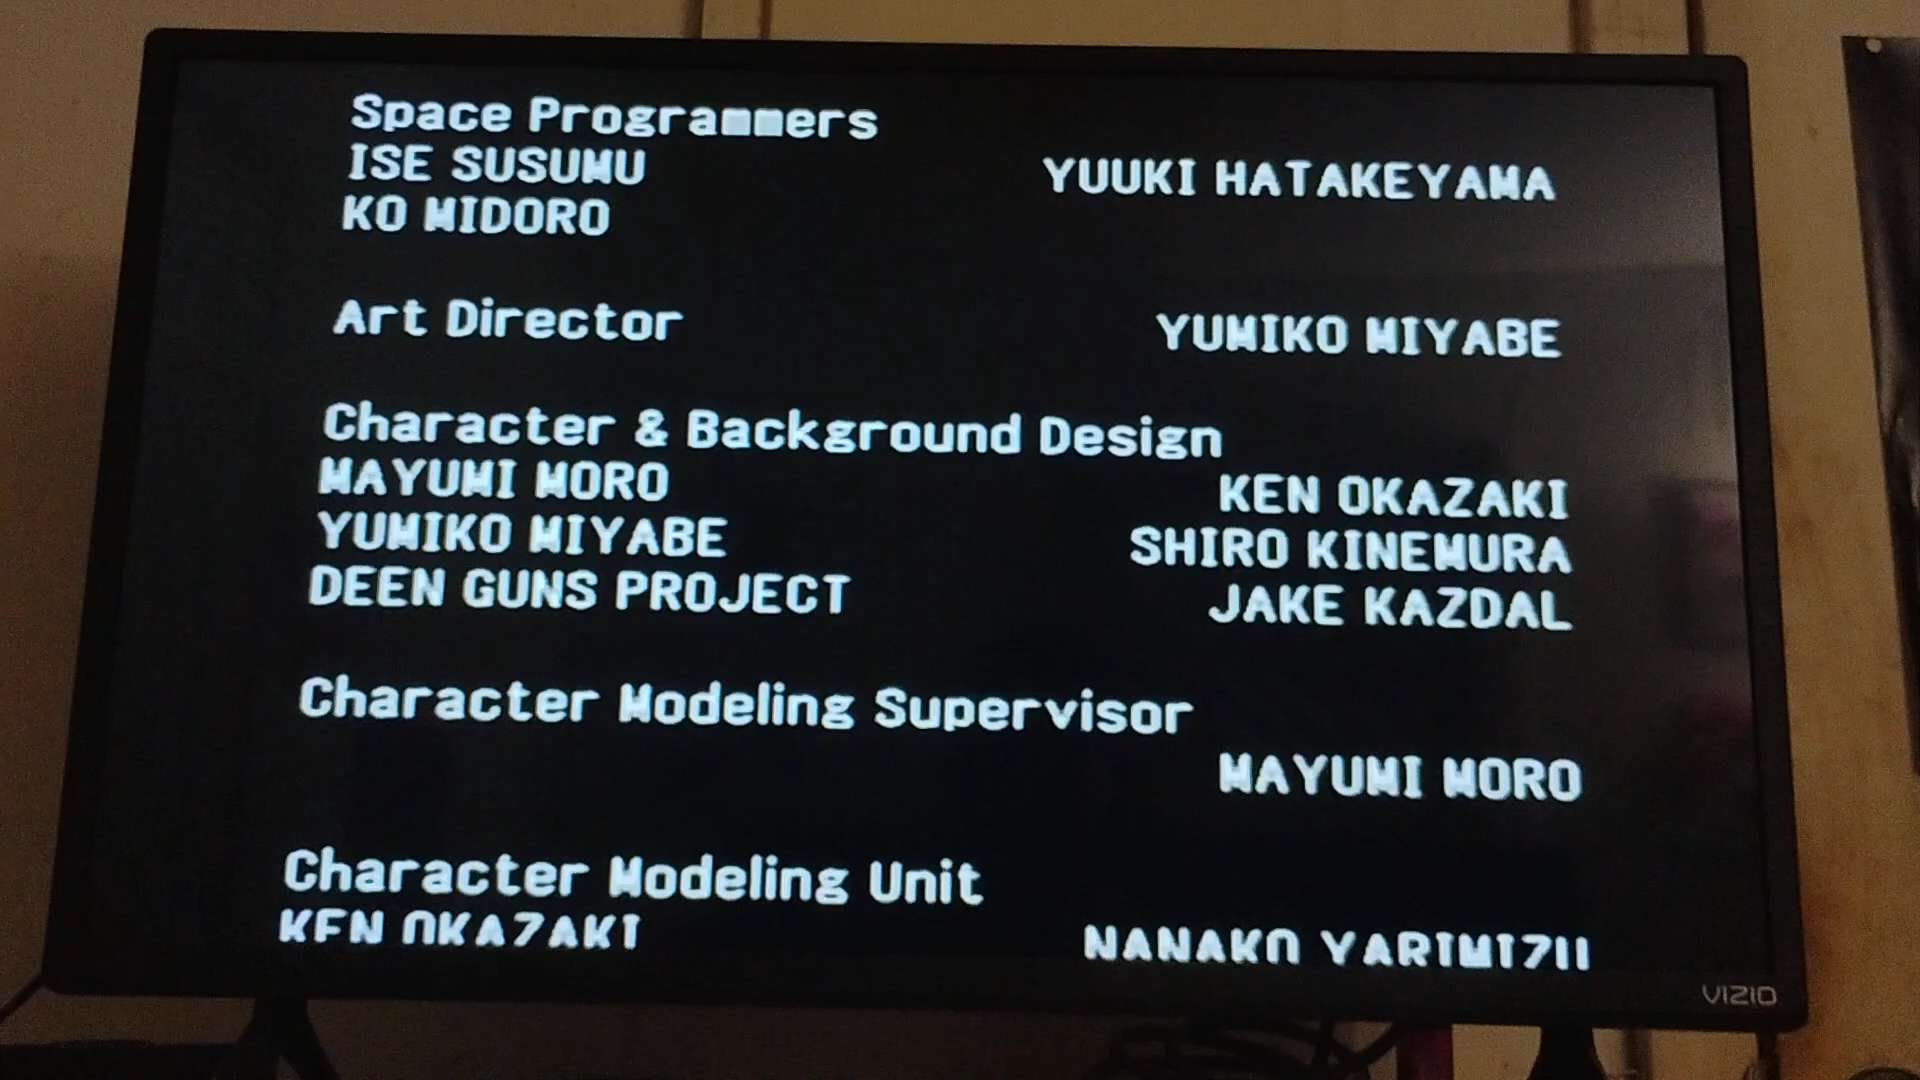 Space Programmers
ISE SUSUMU YUUKI HATAKEYAMA
KO MIDORO
Art Director YUMIKO MIYABE
Character & Background Design
MAYUMI MORO KEN OKAZAKI
YUMIKO MIYABE SHIRO KINEMURA
DEEN GUNS PROJECT JAKE KAZDAL
Character Modeling Supervisor
MAYUMI MORO
Character Modeling Unit
KEN OKAZAKI NANAKO YARIMIZU
VIZIO